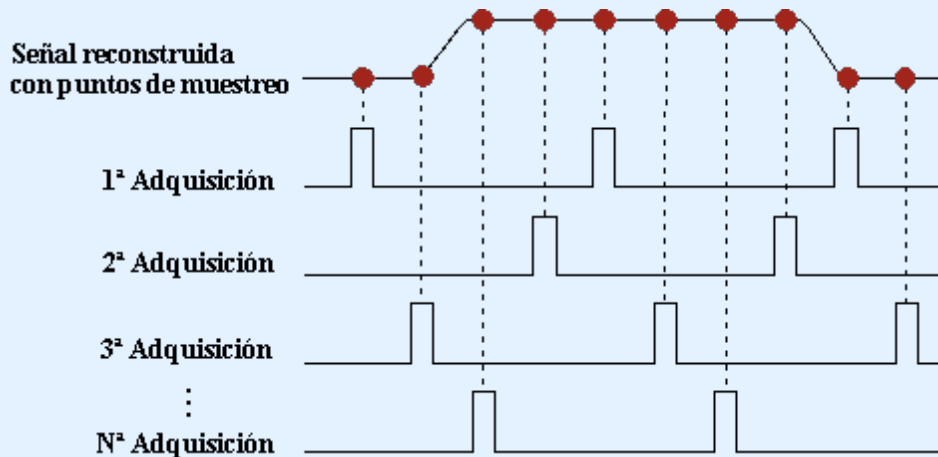 Señal reconstruida
con puntos de muestreo
1ª Adquisición
2ª Adquisición
3ª Adquisición
⋮
Nª Adquisición